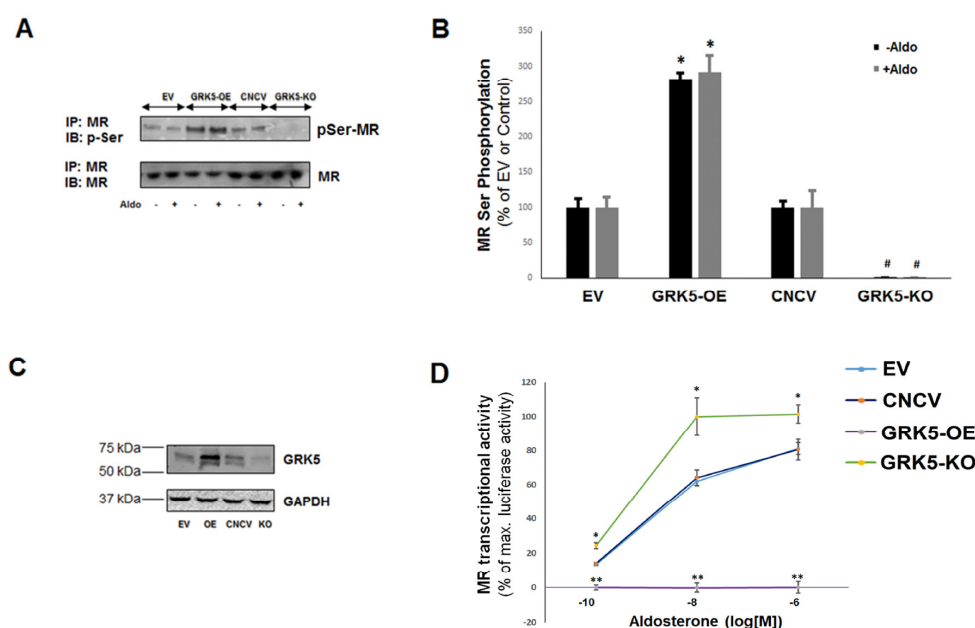 A
EV GRK5-OE CNCV GRK5-KO
IP: MR
IB: p-Ser
pSer-MR
IP: MR
IB: MR
MR
Aldo - + - + - + - +
B
MR Ser Phosphorylation
(% of EV or Control)
350
300
250
200
150
100
50
0
* *
# #
-Aldo
+Aldo
EV GRK5-OE CNCV GRK5-KO
C
75 kDa
50 kDa
37 kDa
GRK5
GAPDH
EV OE CNCV KO
D
MR transcriptional activity
(% of max. luciferase activity)
120
100
80
60
40
20
0
* * *
** ** **
-10 -8 -6
Aldosterone (log[M])
EV
CNCV
GRK5-OE
GRK5-KO